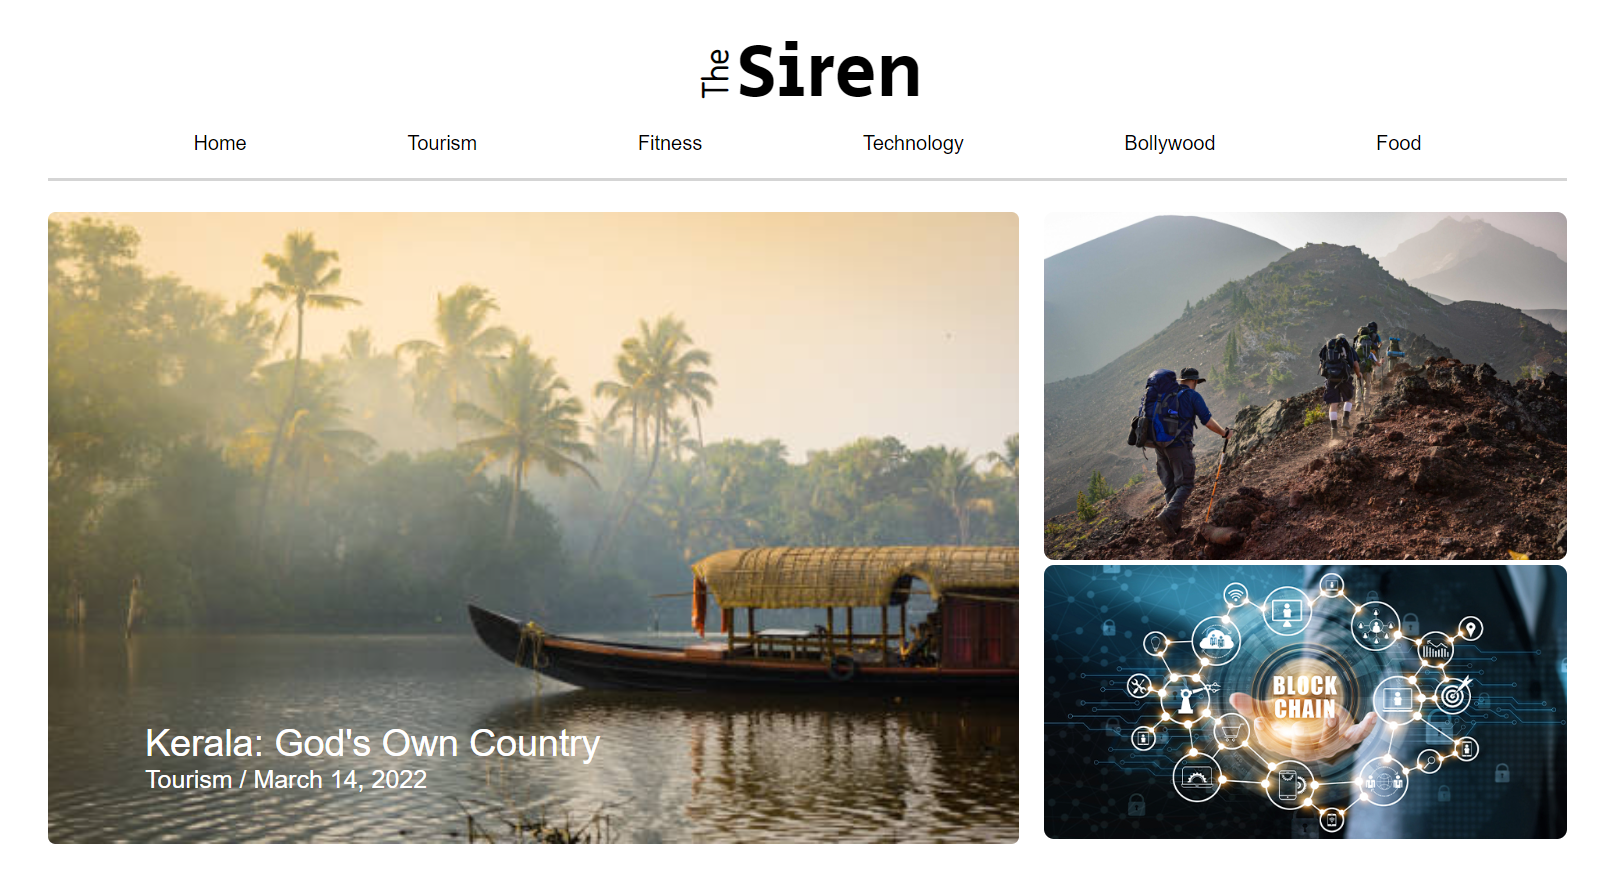 The Siren
Home Tourism Fitness Technology Bollywood Food
Kerala: God's Own Country
Tourism / March 14, 2022
BLOCK
CHAIN